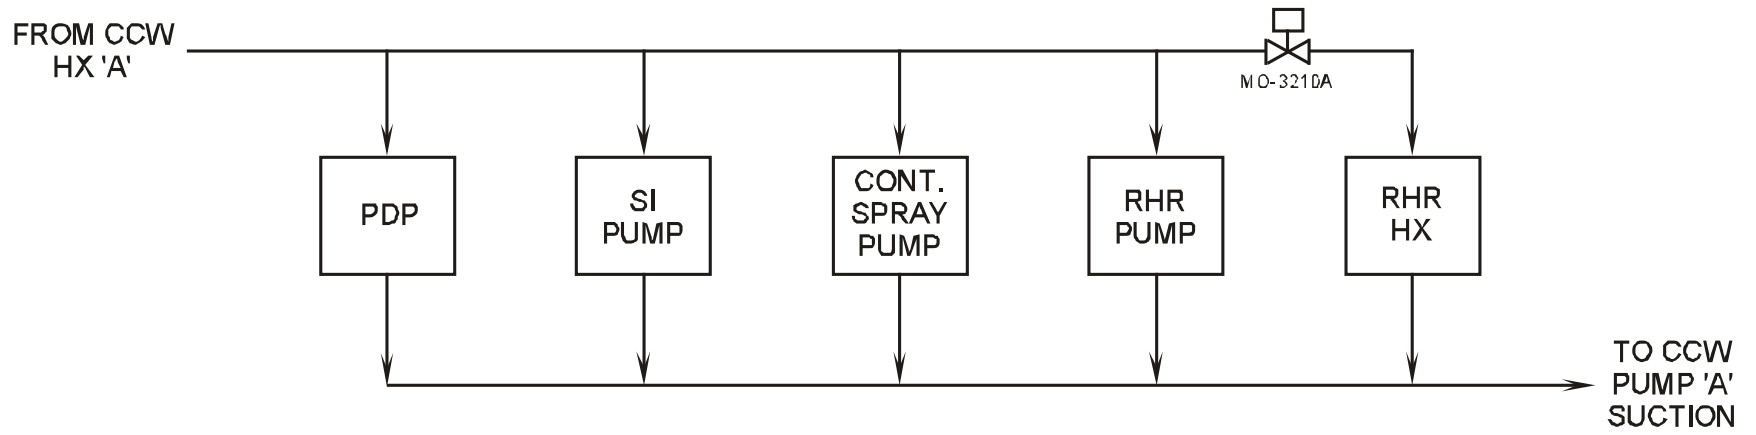 FROM CCW
HX 'A'
MO-3210A
PDP
SI
PUMP
CONT.
SPRAY
PUMP
RHR
PUMP
RHR
HX
TO CCW
PUMP 'A'
SUCTION